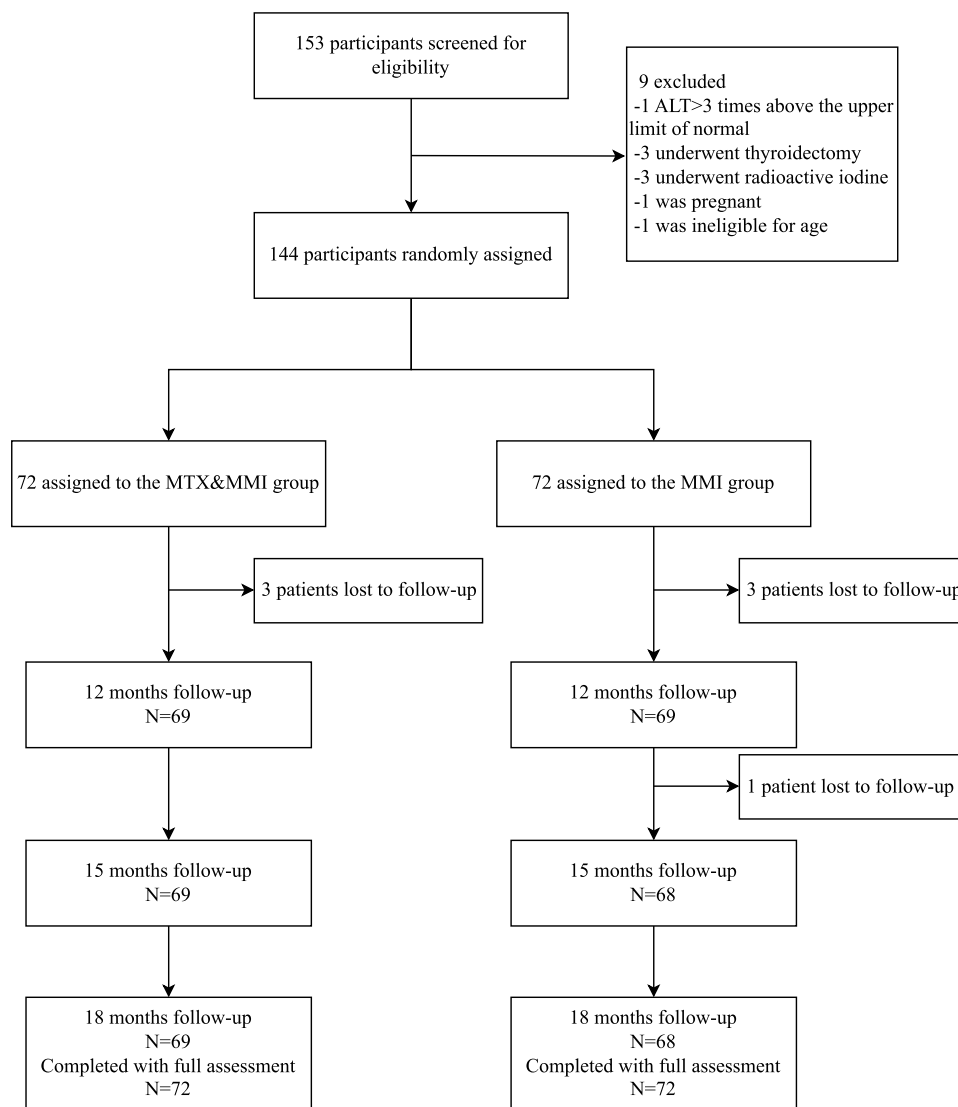 153 participants screened for
eligibility
9 excluded
-1 ALT>3 times above the upper
limit of normal
-3 underwent thyroidectomy
-3 underwent radioactive iodine
-1 was pregnant
-1 was ineligible for age
144 participants randomly assigned
72 assigned to the MTX&MMI group
72 assigned to the MMI group
3 patients lost to follow-up
3 patients lost to follow-up
12 months follow-up
N=69
12 months follow-up
N=69
1 patient lost to follow-up
15 months follow-up
N=69
15 months follow-up
N=68
18 months follow-up
N=69
Completed with full assessment
N=72
18 months follow-up
N=68
Completed with full assessment
N=72